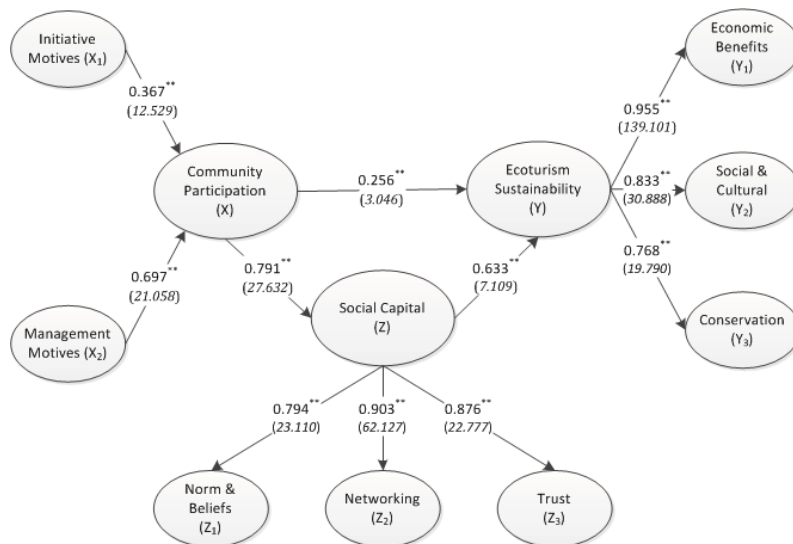 Initiative
Motives (X1)
Economic
Benefits
(Y1)
0.367**
(12.529)
0.955**
(139.101)
Community
Participation
(X)
0.256**
(3.046)
Ecoturism
Sustainability
(Y)
0.833**
(30.888)
Social &
Cultural
(Y2)
0.697**
(21.058)
0.791**
(27.632)
0.633**
(7.109)
0.768**
(19.790)
Management
Motives (X2)
Social Capital
(Z)
Conservation
(Y3)
0.794**
(23.110)
0.903**
(62.127)
0.876**
(22.777)
Norm &
Beliefs
(Z1)
Networking
(Z2)
Trust
(Z3)